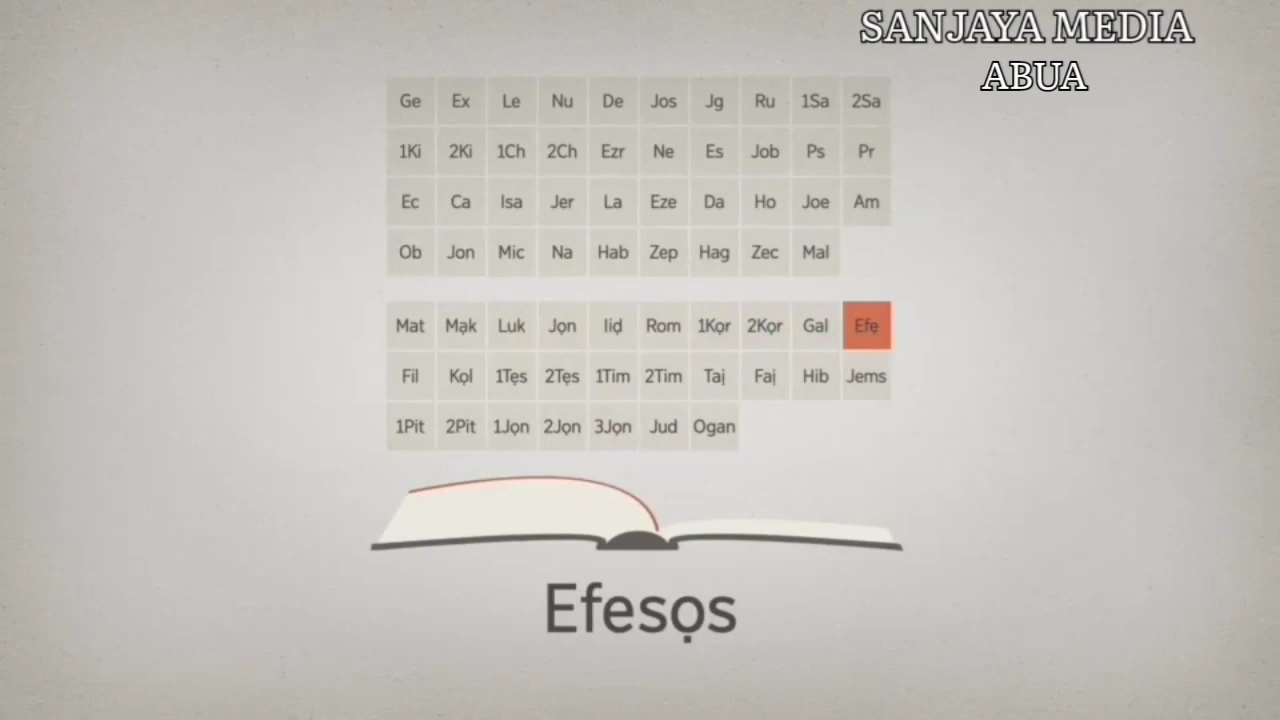 SANJAYA MEDIA
ABUA
Ge Ex Le Nu De Jos Jg Ru 1Sa 2Sa
1Ki 2Ki 1Ch 2Ch Ezr Ne Es Job Ps Pr
Ec Ca Isa Jer La Eze Da Ho Joe Am
Ob Jon Mic Na Hab Zep Hag Zec Mal
Mat Mạk Luk Jọn Iiḍ Rom 1Kọr 2Kọr Gal Efẹ
Fil Kọl 1Tẹs 2Tẹs 1Tim 2Tim Taị Faị Hib Jems
1Pit 2Pit 1Jọn 2Jọn 3Jọn Jud Ogan
Efesọs